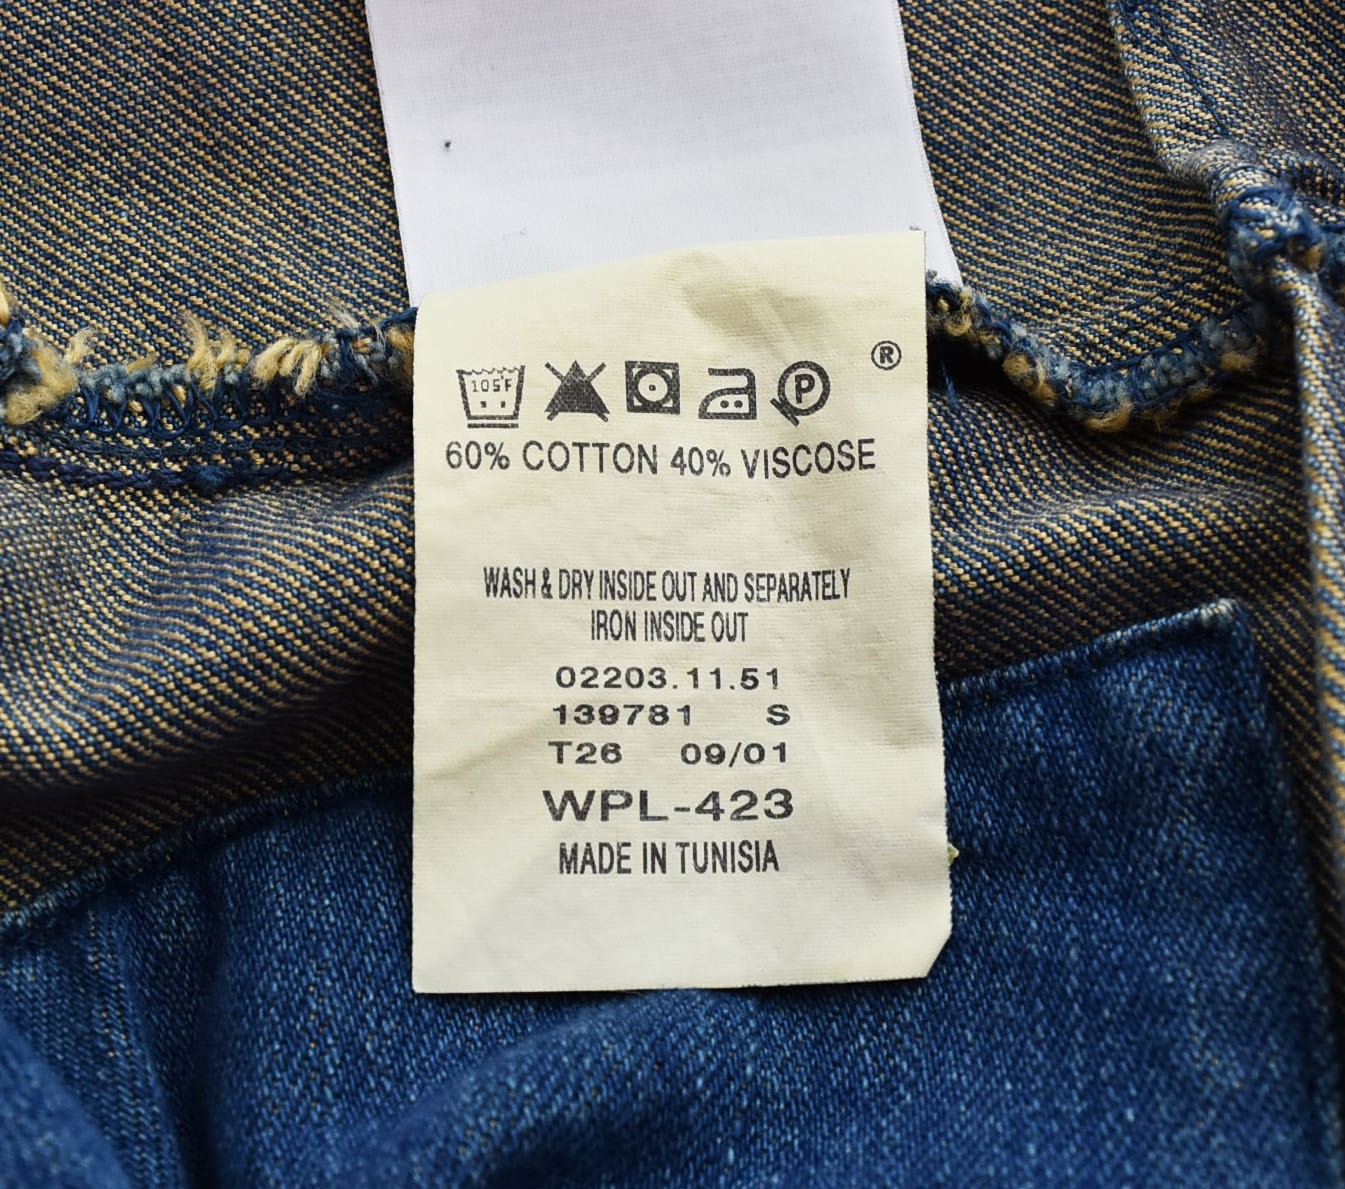 ®
105°F
P
60% COTTON 40% VISCOSE
WASH & DRY INSIDE OUT AND SEPARATELY
IRON INSIDE OUT
02203.11.51
139781 S
T26 09/01
WPL-423
MADE IN TUNISIA